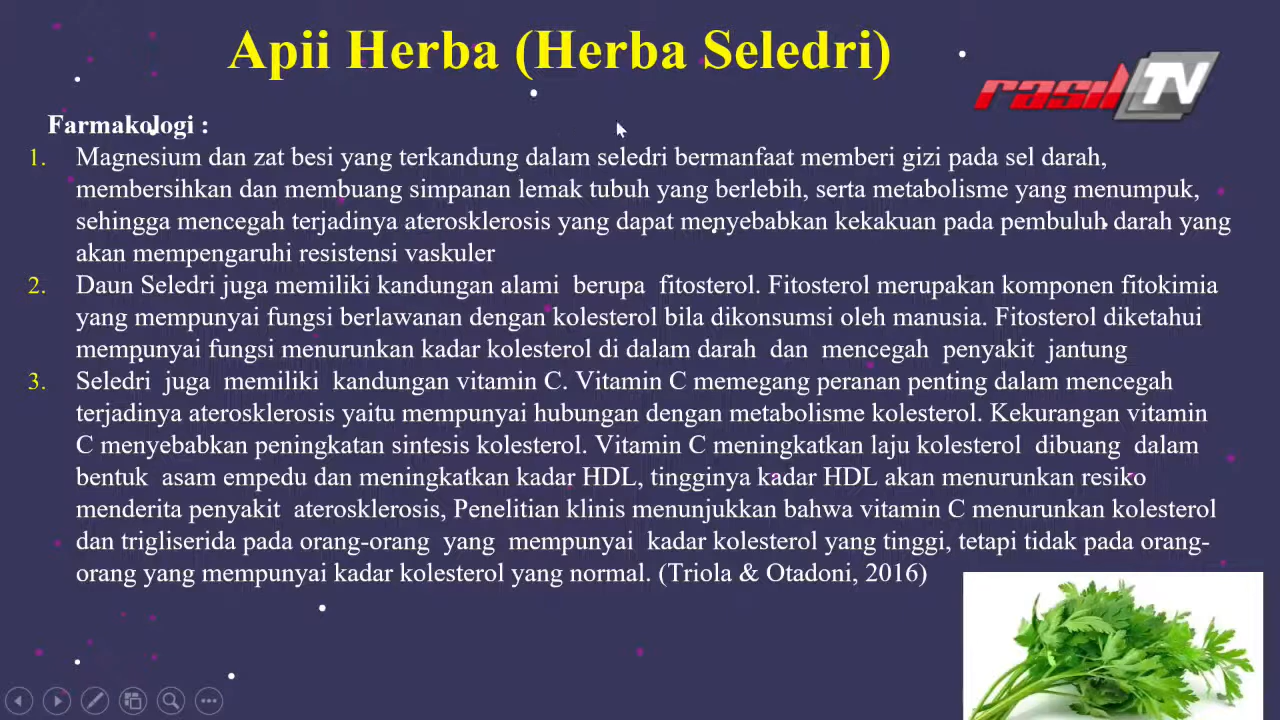 Apii Herba (Herba Seledri)
rasil TV
Farmakologi :
1. Magnesium dan zat besi yang terkandung dalam seledri bermanfaat memberi gizi pada sel darah,
membersihkan dan membuang simpanan lemak tubuh yang berlebih, serta metabolisme yang menumpuk,
sehingga mencegah terjadinya aterosklerosis yang dapat menyebabkan kekakuan pada pembuluh darah yang
akan mempengaruhi resistensi vaskuler
2. Daun Seledri juga memiliki kandungan alami berupa fitosterol. Fitosterol merupakan komponen fitokimia
yang mempunyai fungsi berlawanan dengan kolesterol bila dikonsumsi oleh manusia. Fitosterol diketahui
mempunyai fungsi menurunkan kadar kolesterol di dalam darah dan mencegah penyakit jantung
3. Seledri juga memiliki kandungan vitamin C. Vitamin C memegang peranan penting dalam mencegah
terjadinya aterosklerosis yaitu mempunyai hubungan dengan metabolisme kolesterol. Kekurangan vitamin
C menyebabkan peningkatan sintesis kolesterol. Vitamin C meningkatkan laju kolesterol dibuang dalam
bentuk asam empedu dan meningkatkan kadar HDL, tingginya kadar HDL akan menurunkan resiko
menderita penyakit aterosklerosis, Penelitian klinis menunjukkan bahwa vitamin C menurunkan kolesterol
dan trigliserida pada orang-orang yang mempunyai kadar kolesterol yang tinggi, tetapi tidak pada orang-
orang yang mempunyai kadar kolesterol yang normal. (Triola & Otadoni, 2016)